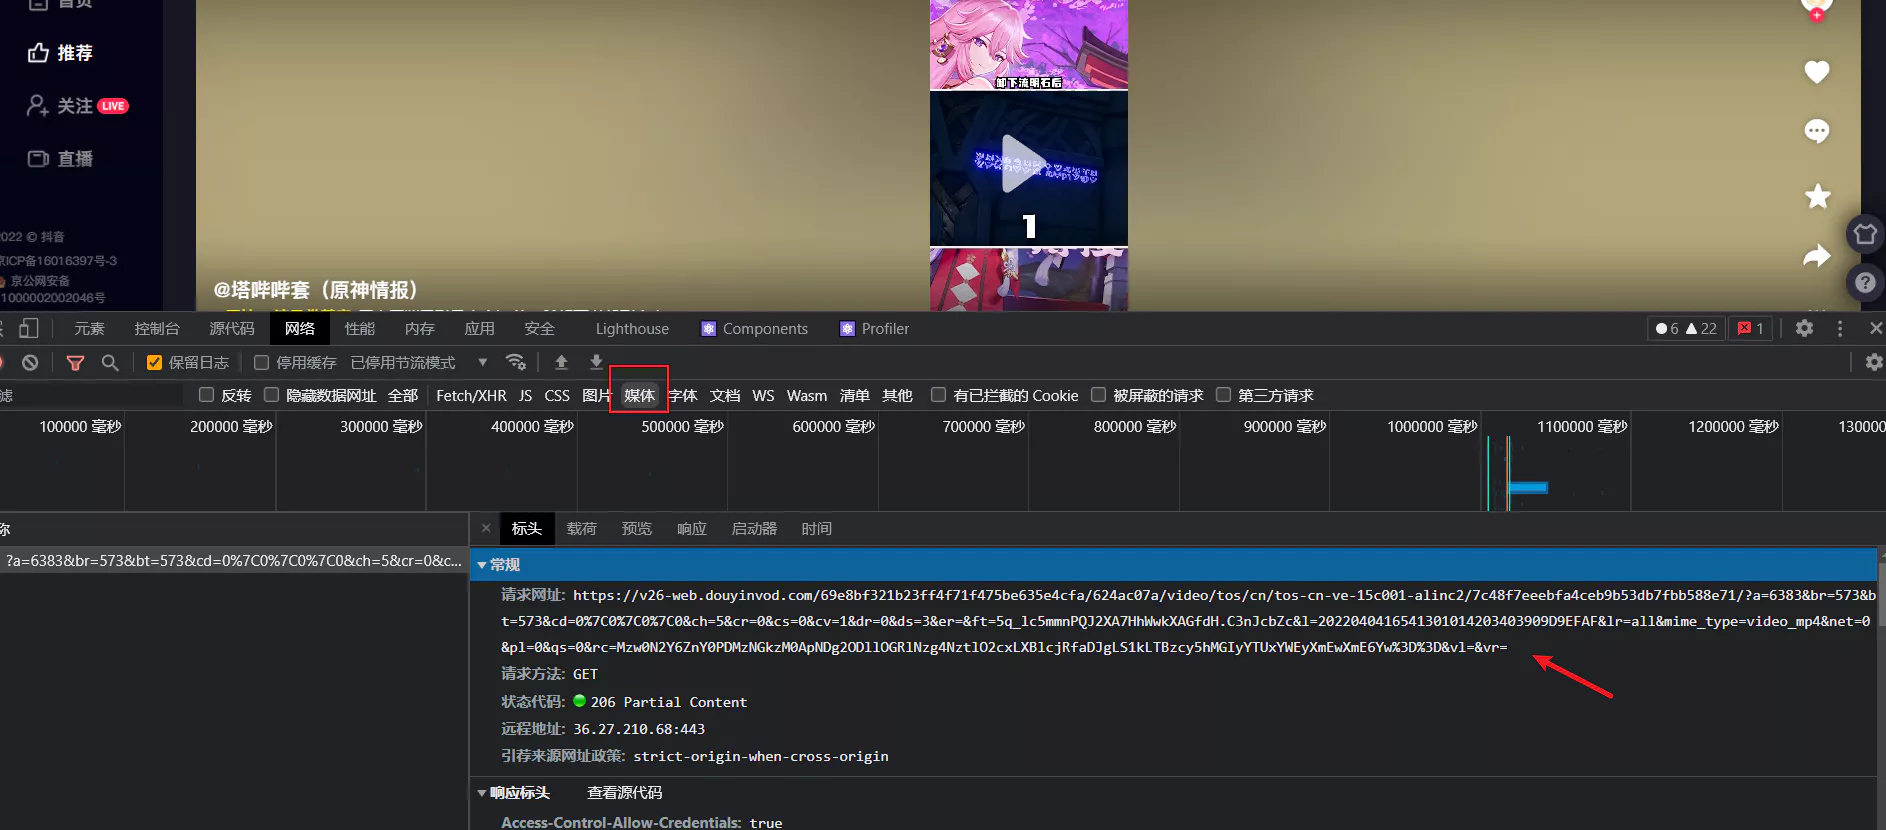 首页
推荐
关注 LIVE
直播
2022 © 抖音
京ICP备16016397号-3
京公网安备
1000002002046号
卸下流明石后
1
@塔哔哔套（原神情报）
元素 控制台 源代码 网络 性能 内存 应用 安全 Lighthouse Components Profiler 6 22 1
保留日志 停用缓存 已停用节流模式
滤 反转 隐藏数据网址 全部 Fetch/XHR JS CSS 图片 媒体 字体 文档 WS Wasm 清单 其他 有已拦截的 Cookie 被屏蔽的请求 第三方请求
100000 毫秒 200000 毫秒 300000 毫秒 400000 毫秒 500000 毫秒 600000 毫秒 700000 毫秒 800000 毫秒 900000 毫秒 1000000 毫秒 1100000 毫秒 1200000 毫秒 130000
称 × 标头 载荷 预览 响应 启动器 时间
?a=6383&br=573&bt=573&cd=0%7C0%7C0%7C0&ch=5&cr=0&c...
常规
请求网址: https://v26-web.douyinvod.com/69e8bf321b23ff4f71f475be635e4cfa/624ac07a/video/tos/cn/tos-cn-ve-15c001-alinc2/7c48f7eeebfa4ceb9b53db7fbb588e71/?a=6383&br=573&b
t=573&cd=0%7C0%7C0%7C0&ch=5&cr=0&cs=0&cv=1&dr=0&ds=3&er=&ft=5q_lc5mmnPQJ2XA7HhWwkXAGfdH.C3nJcbZc&l=202204041654130101420340390­9D9EFAF&lr=all&mime_type=video_mp4&net=0
&pl=0&qs=0&rc=Mzw0N2Y6ZnY0PDMzNGkzM0ApNDg2ODllOGRlNzg4NztlO2cxLXBlcjRfaDJgLS1kLTBzcy5hMGIyYTUxYWEyXmEwXmE6Yw%3D%3D&vl=&vr=
请求方法: GET
状态代码: 206 Partial Content
远程地址: 36.27.210.68:443
引荐来源网址政策: strict-origin-when-cross-origin
响应标头 查看源代码
Access-Control-Allow-Credentials: true